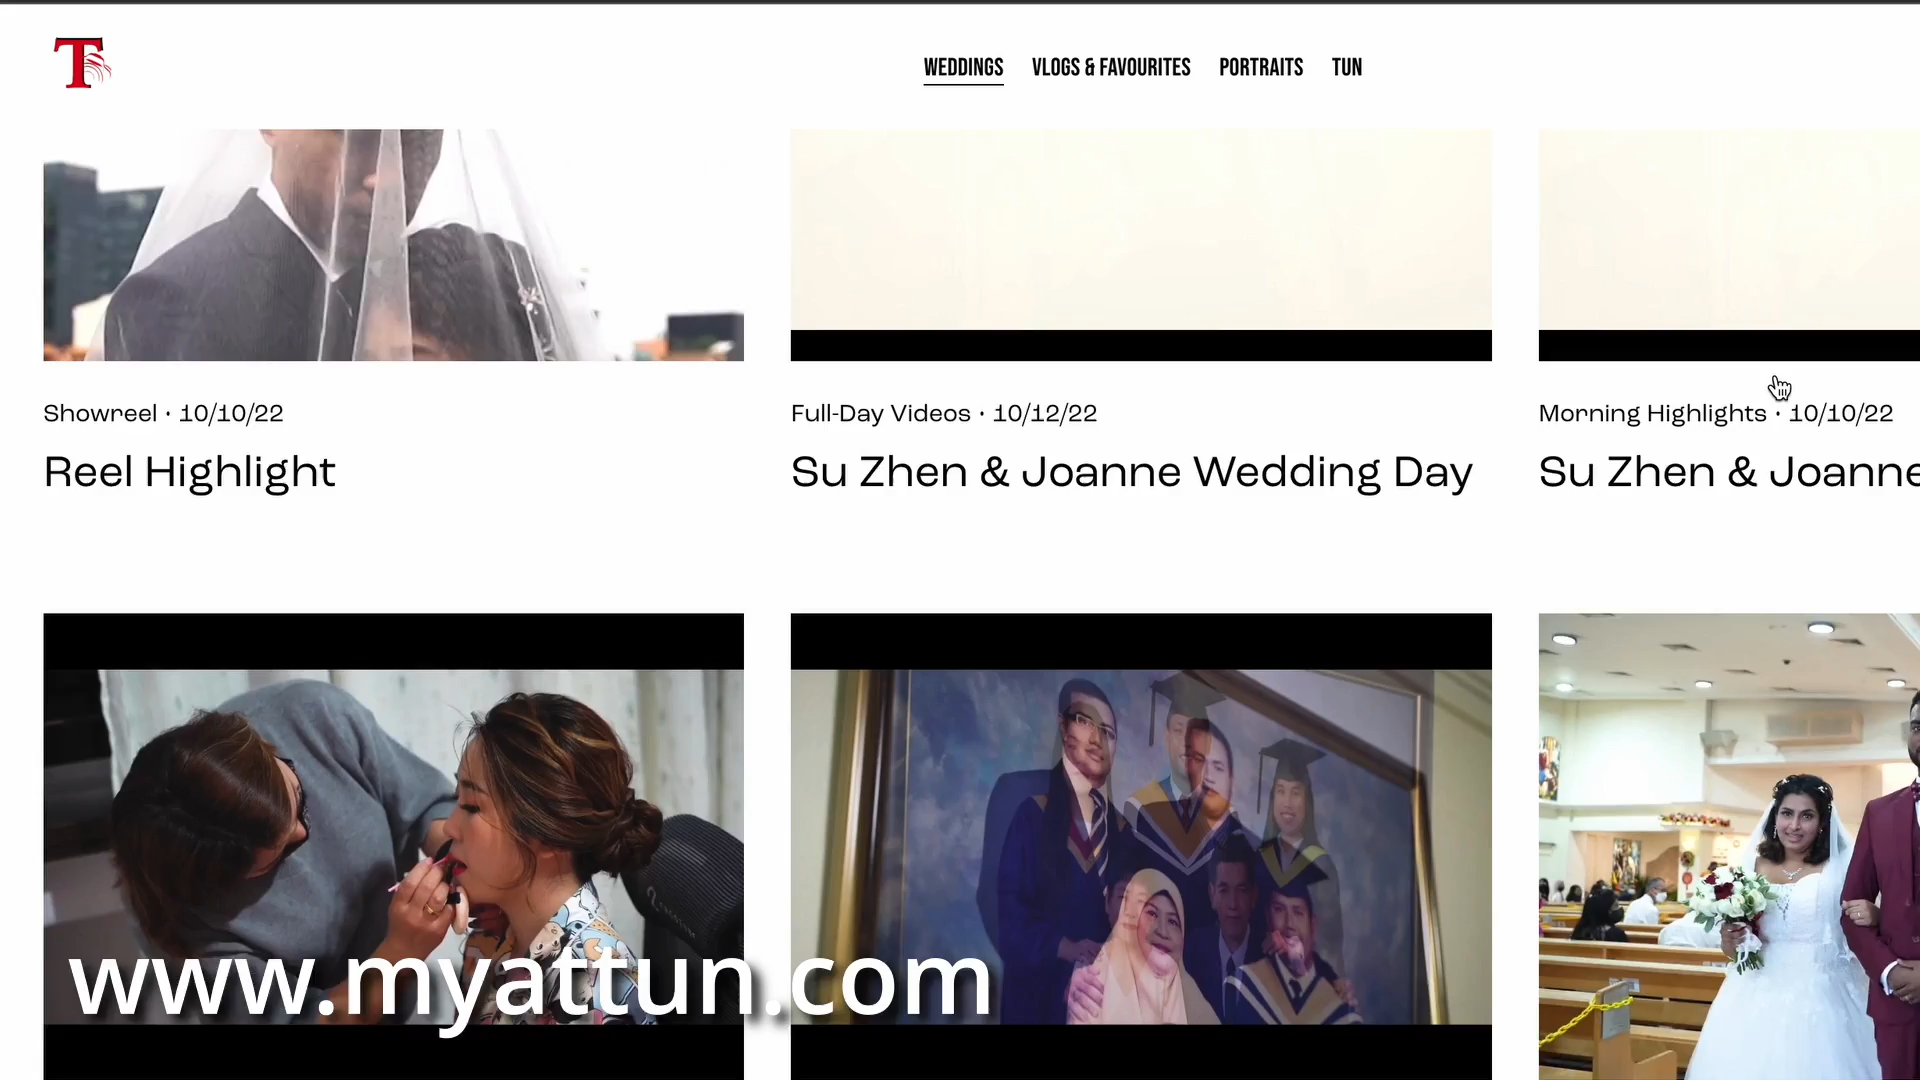 T
WEDDINGS VLOGS & FAVOURITES PORTRAITS TUN
Showreel · 10/10/22
Reel Highlight
Full-Day Videos · 10/12/22
Su Zhen & Joanne Wedding Day
Morning Highlights · 10/10/22
Su Zhen & Joanne
www.myattun.com